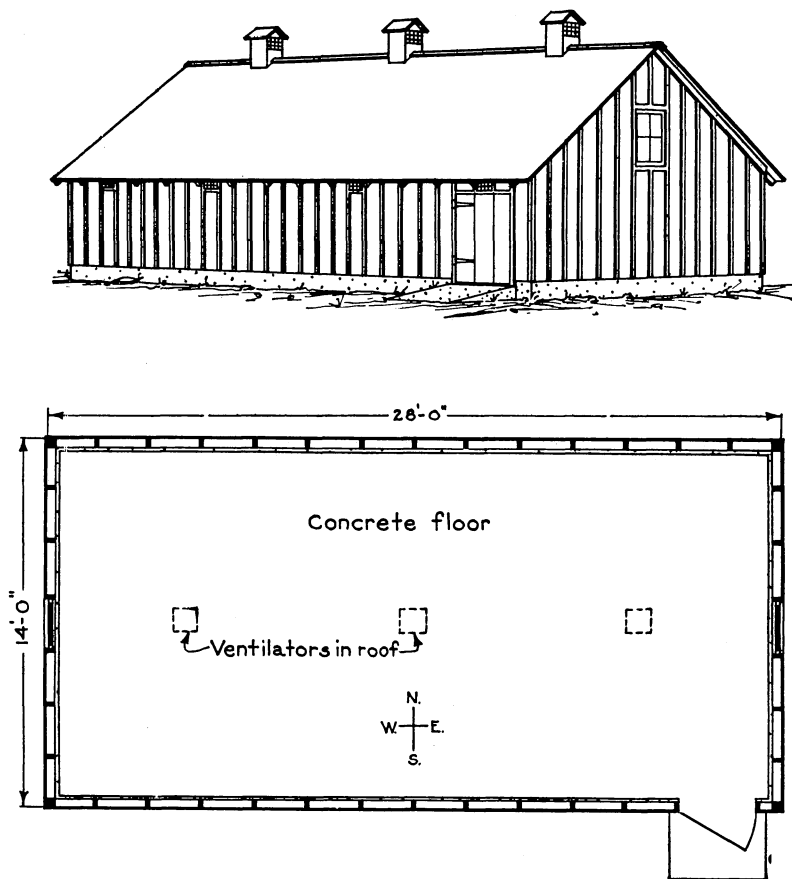 28'-0"
Concrete floor
14'-0"
Ventilators in roof
N.
W. E.
S.